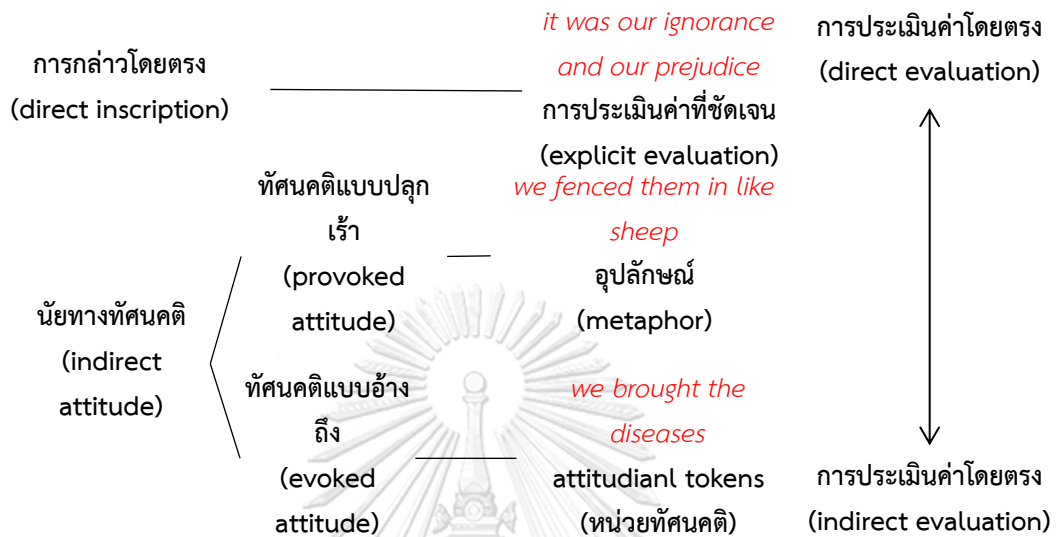 การกล่าวโดยตรง
(direct inscription)
it was our ignorance
and our prejudice
การประเมินค่าที่ชัดเจน
(explicit evaluation)
การประเมินค่าโดยตรง
(direct evaluation)
นัยทางทัศนคติ
(indirect
attitude)
ทัศนคติแบบปลุก
เร้า
(provoked
attitude)
we fenced them in like
sheep
อุปลักษณ์
(metaphor)
ทัศนคติแบบอ้าง
ถึง
(evoked
attitude)
we brought the
diseases
attitudianl tokens
(หน่วยทัศนคติ)
การประเมินค่าโดยตรง
(indirect evaluation)